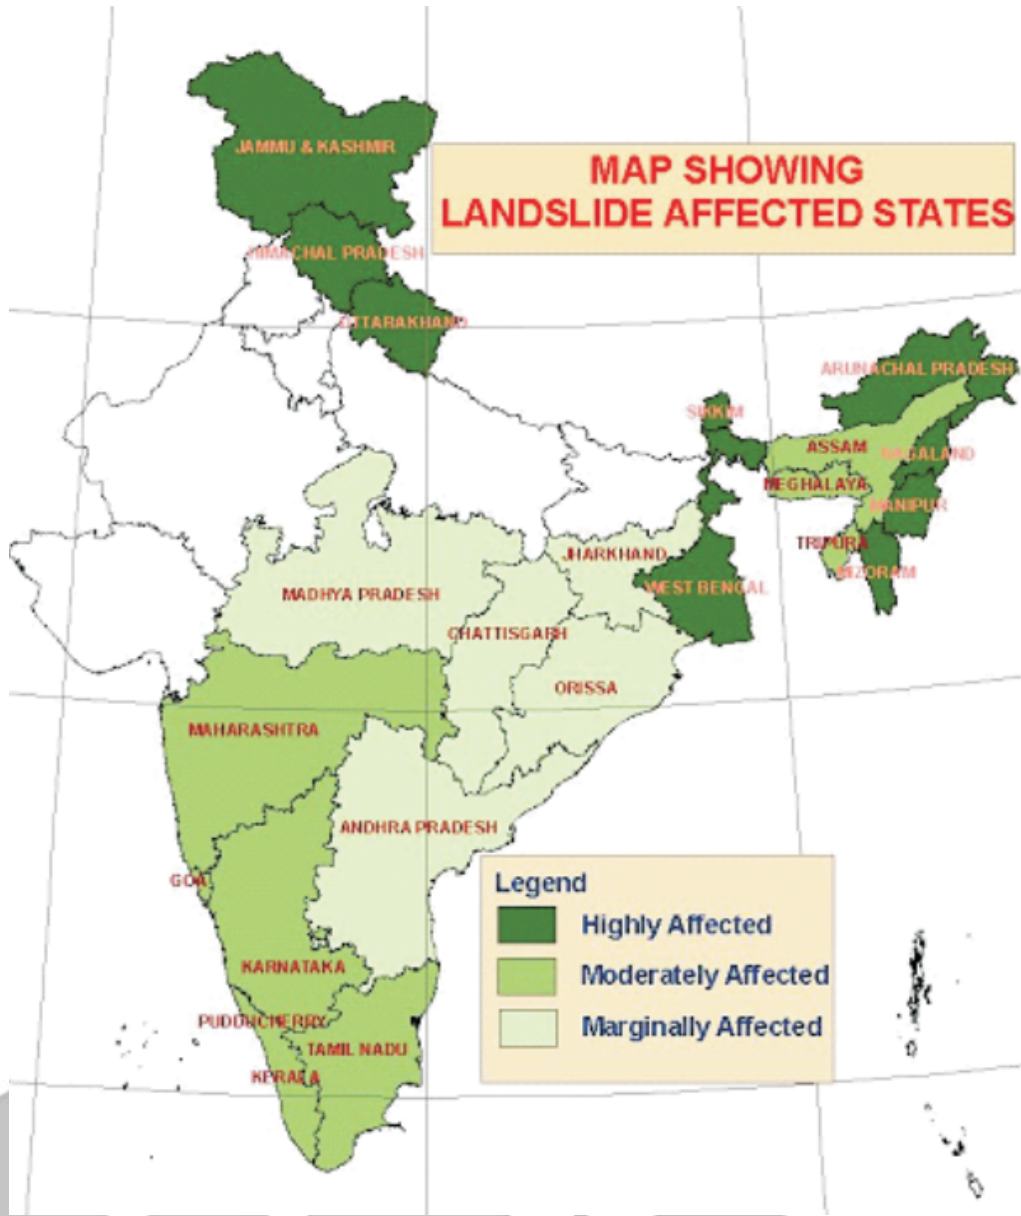 JAMMU & KASHMIR
MAP SHOWING
LANDSLIDE AFFECTED STATES
HIMACHAL PRADESH
UTTARAKHAND
ARUNACHAL PRADESH
SIKKIM
ASSAM
NAGALAND
MEGHALAYA
MANIPUR
TRIPURA
JHARKHAND
MIZORAM
WEST BENGAL
MADHYA PRADESH
CHATTISGARH
ORISSA
MAHARASHTRA
ANDHRA PRADESH
GOA
Legend
Highly Affected
KARNATAKA
Moderately Affected
PUDDUCHERRY
Marginally Affected
TAMIL NADU
KERALA